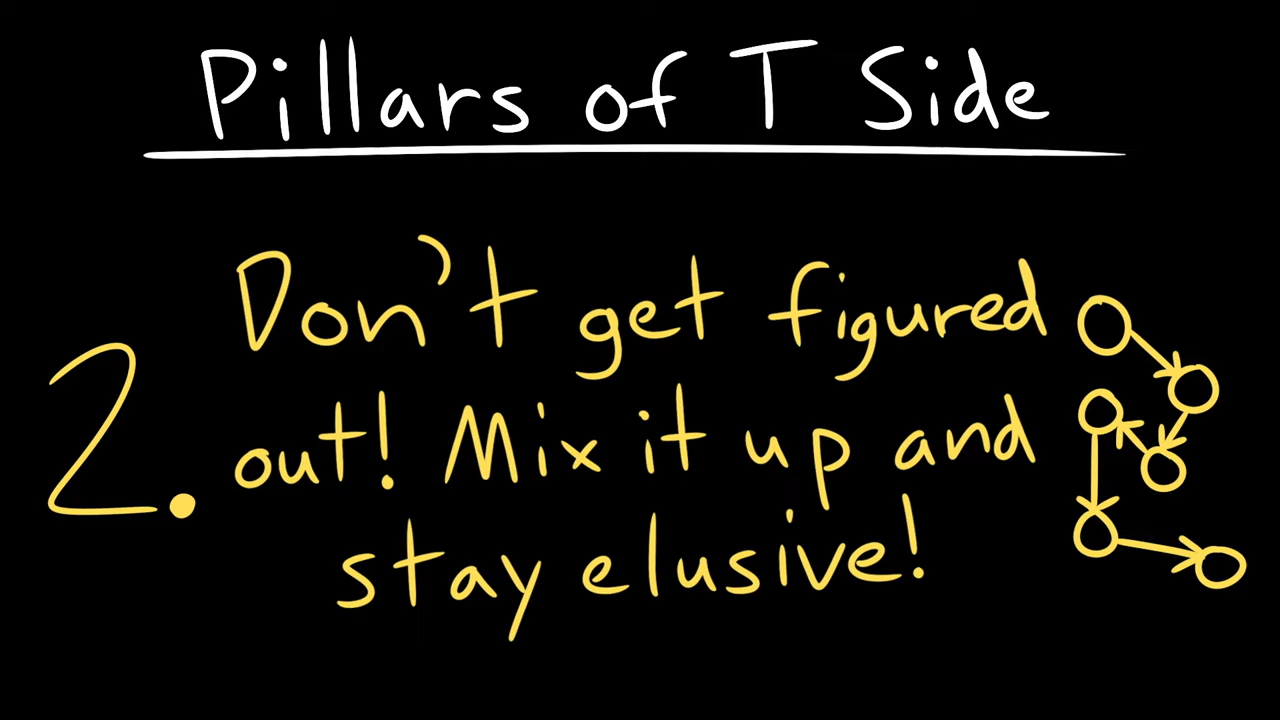 Pillars of T Side
Don't get figured
2. out! Mix it up and
stay elusive!